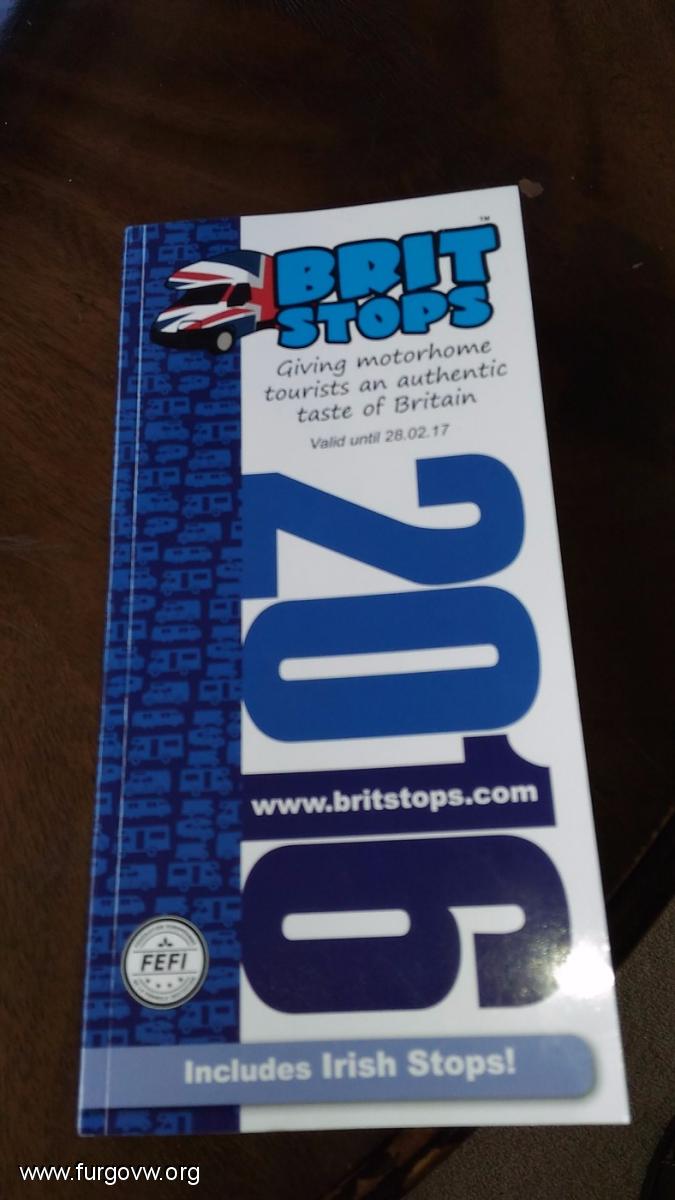 BRIT
STOPS
™
Giving motorhome
tourists an authentic
taste of Britain
Valid until 28.02.17
2016
www.britstops.com
FEFI
Includes Irish Stops!
www.furgovw.org